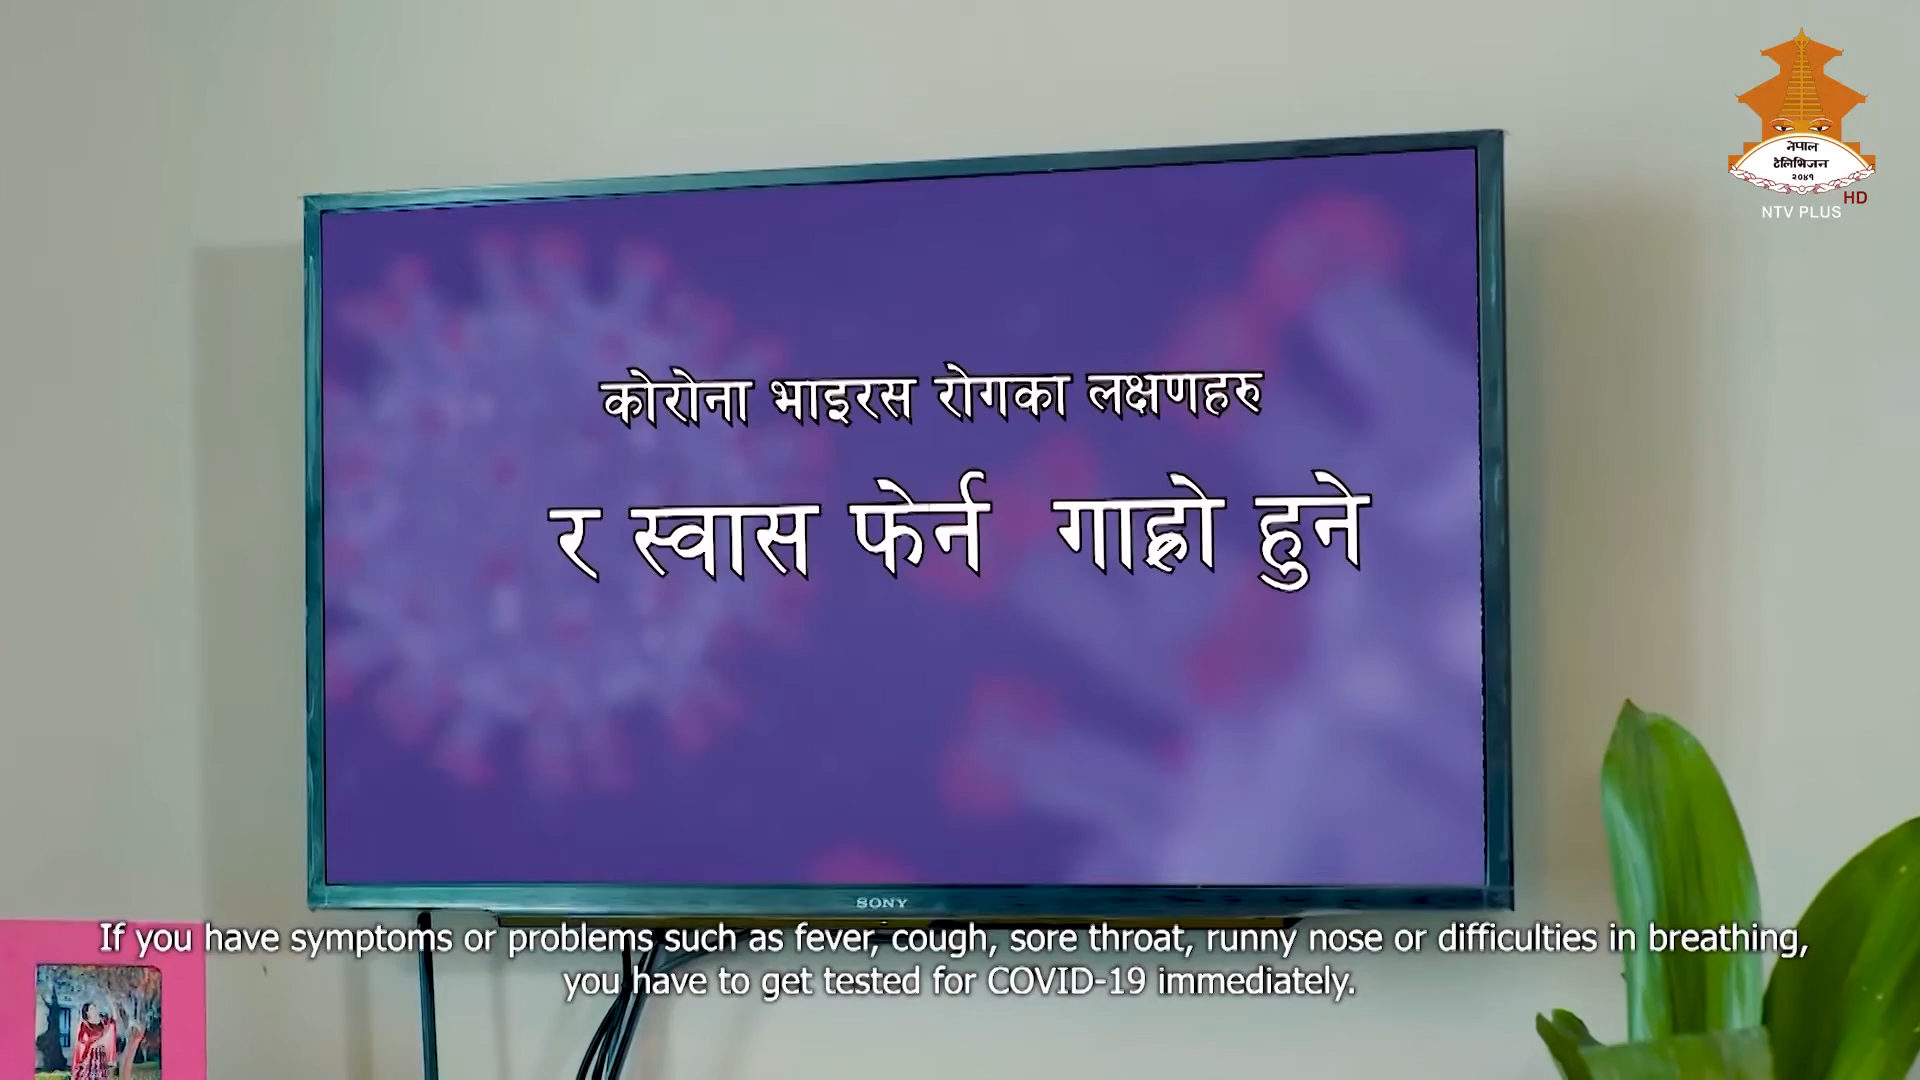 नेपाल
टेलिभिजन
२०४१
HD
NTV PLUS
कोरोना भाइरस रोगका लक्षणहरु
र स्वास फेर्न गाह्रो हुने
SONY
If you have symptoms or problems such as fever, cough, sore throat, runny nose or difficulties in breathing,
you have to get tested for COVID-19 immediately.